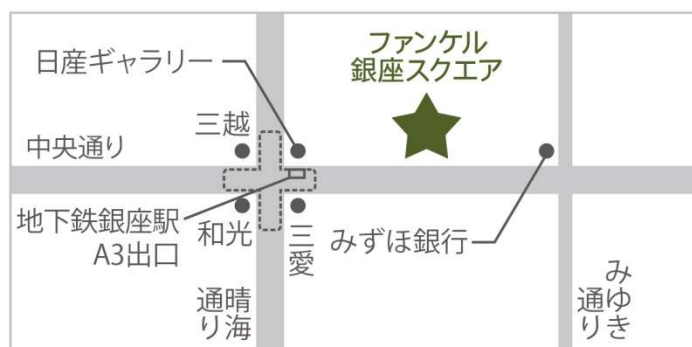 ファンケル
銀座スクエア
日産ギャラリー
三越
中央通り
地下鉄銀座駅
A3出口
和光
三愛
みずほ銀行
晴海
通り
みゆき
通り